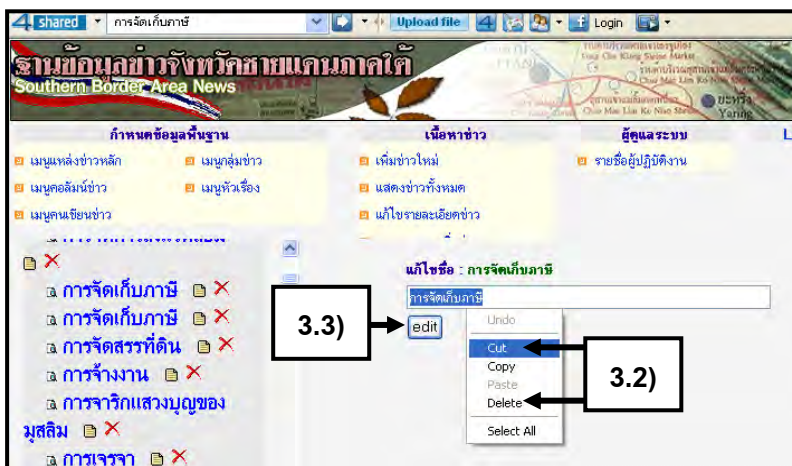 4 shared การจัดเก็บภาษี Upload file Login
ฐานข้อมูลข่าวจังหวัดชายแดนภาคใต้
Southern Border Area News
Yaring
กำหนดข้อมูลพื้นฐาน เนื้อหาข่าว ผู้ดูแลระบบ L
เมนูแหล่งข่าวหลัก เมนูกลุ่มข่าว เพิ่มข่าวใหม่ รายชื่อผู้ปฏิบัติงาน
เมนูคอลัมน์ข่าว เมนูหัวเรื่อง แสดงข่าวทั้งหมด
เมนูคนเขียนข่าว แก้ไขรายละเอียดข่าว
แก้ไขชื่อ : การจัดเก็บภาษี
การจัดเก็บภาษี
การจัดเก็บภาษี
การจัดเก็บภาษี
การจัดสรรที่ดิน
การจ้างงาน
การจาริกแสวงบุญของ
มุสลิม
การเจรจา
edit
3.3)
Undo
Cut
Copy
Paste
Delete
Select All
3.2)